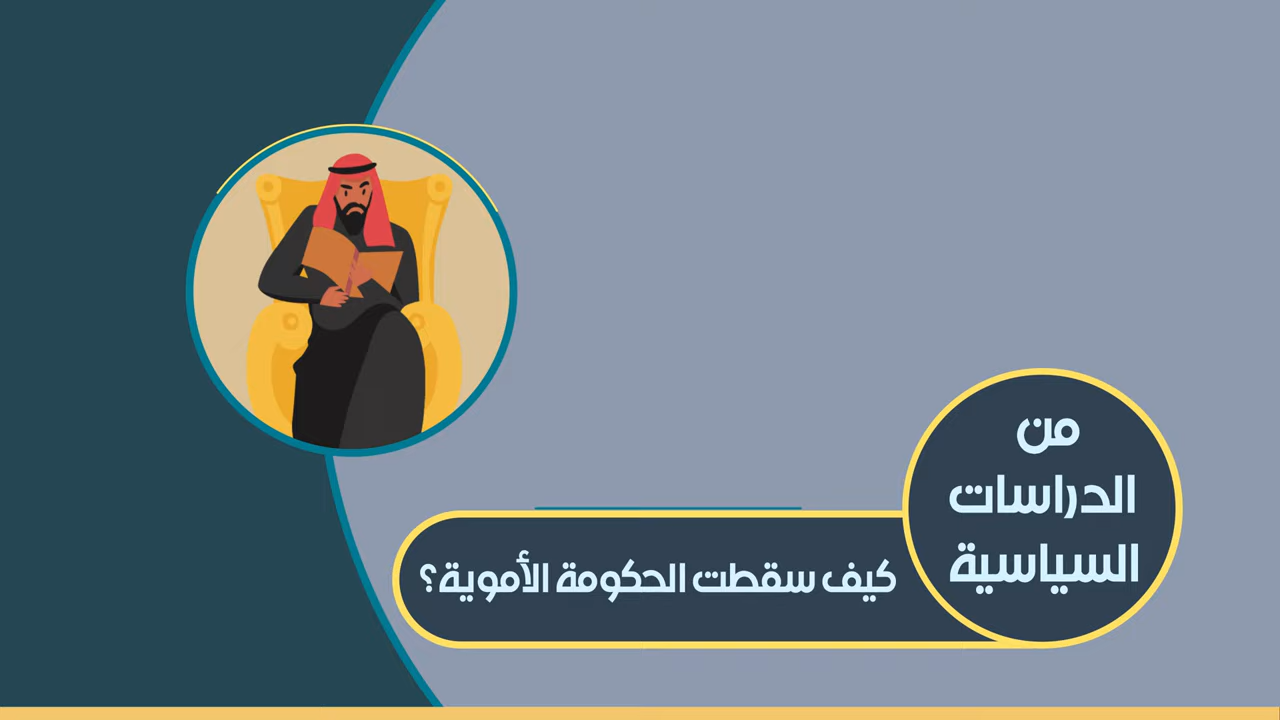 من
الدراسات
السياسية
كيف سقطت الحكومة الأموية؟